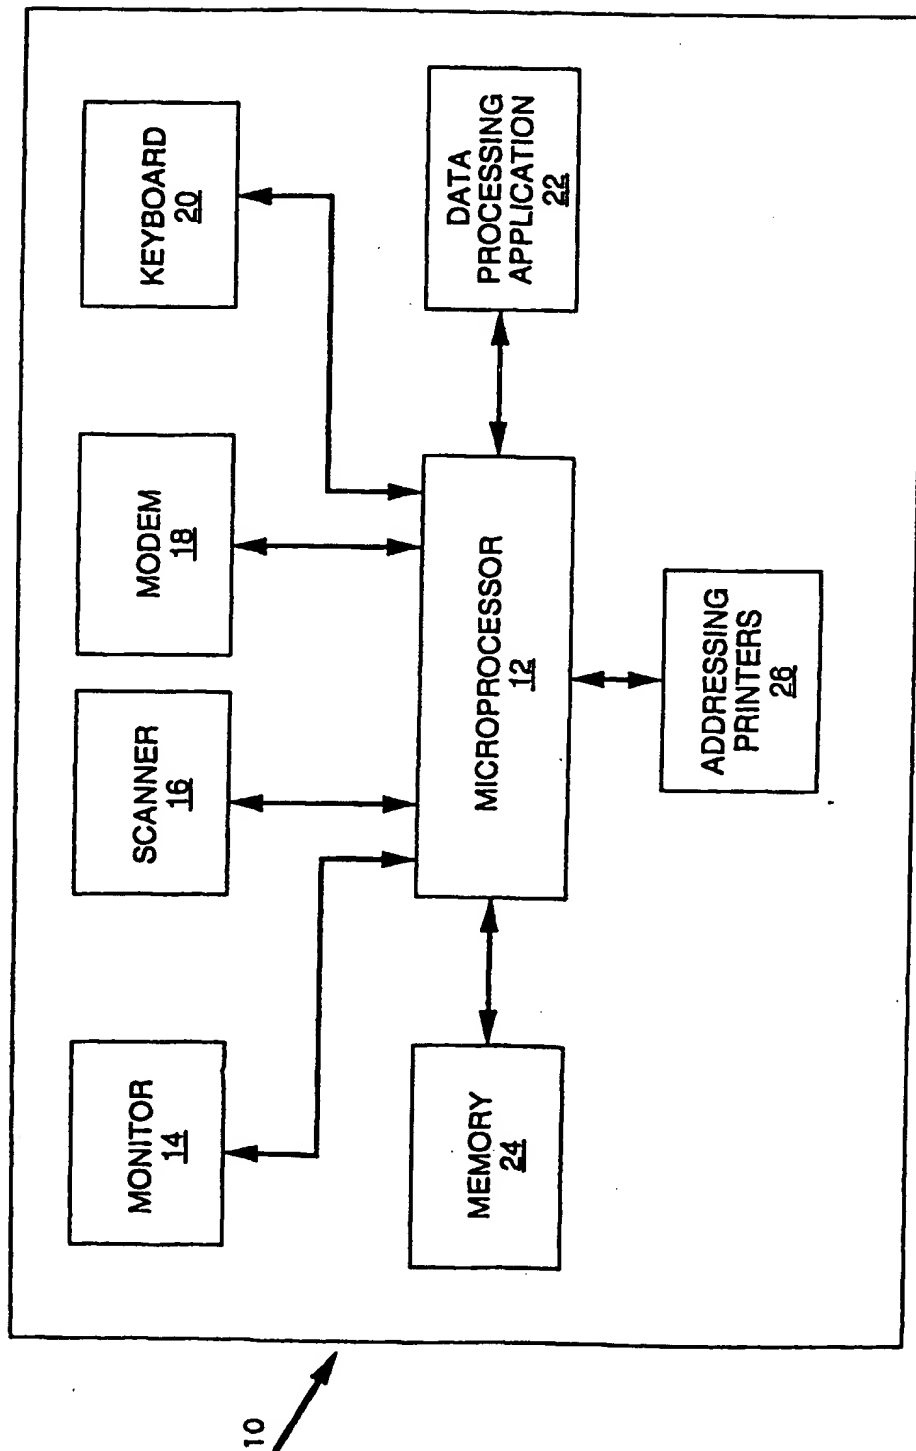 10
MONITOR
14
SCANNER
16
MODEM
18
KEYBOARD
20
MEMORY
24
MICROPROCESSOR
12
DATA
PROCESSING
APPLICATION
22
ADDRESSING
PRINTERS
26